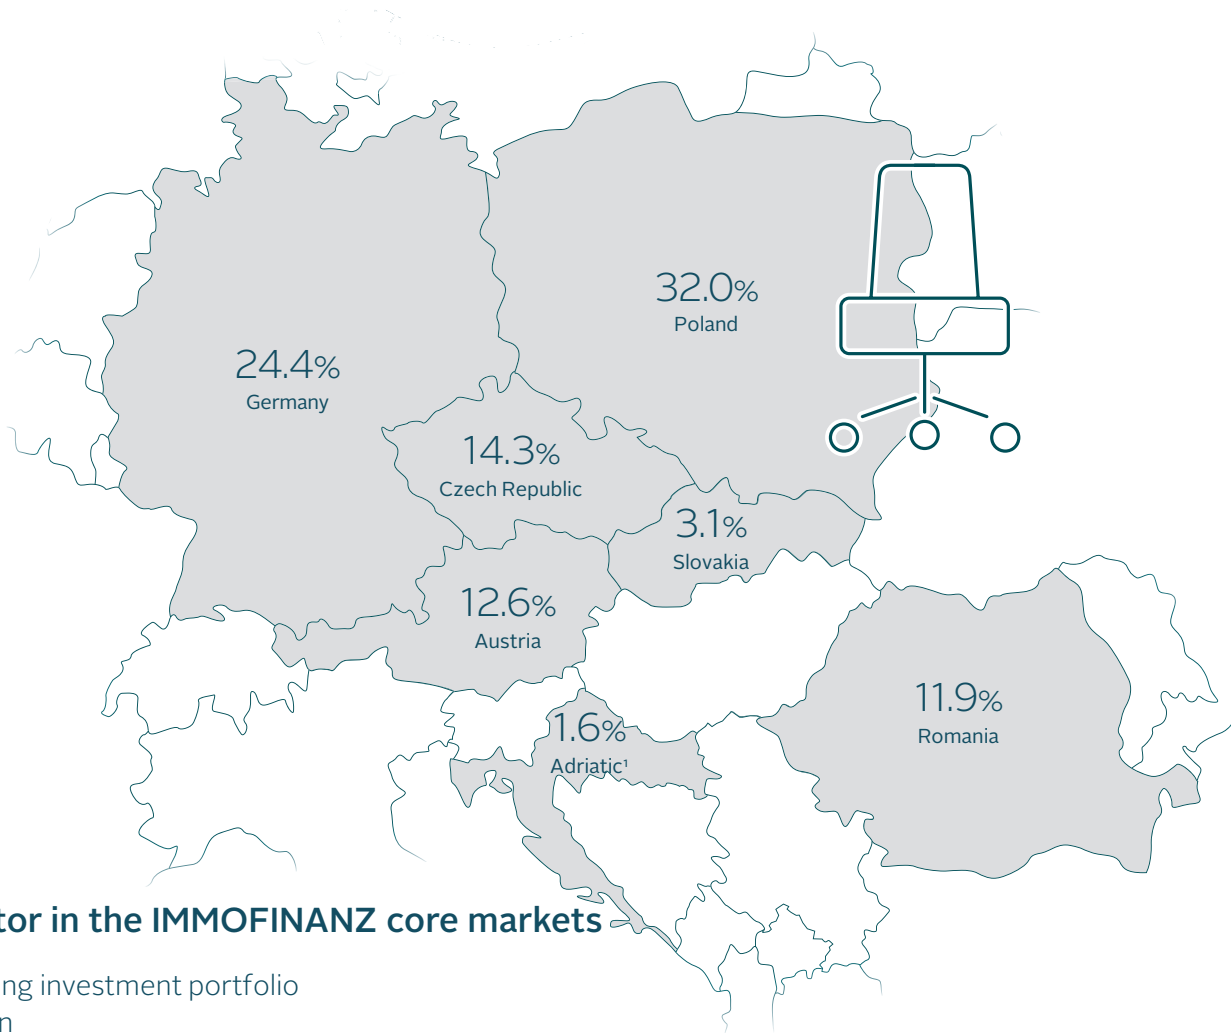 32.0%
Poland
24.4%
Germany
14.3%
Czech Republic
3.1%
Slovakia
12.6%
Austria
11.9%
Romania
1.6%
Adriatic¹
tor in the IMMOFINANZ core markets
ng investment portfolio
n